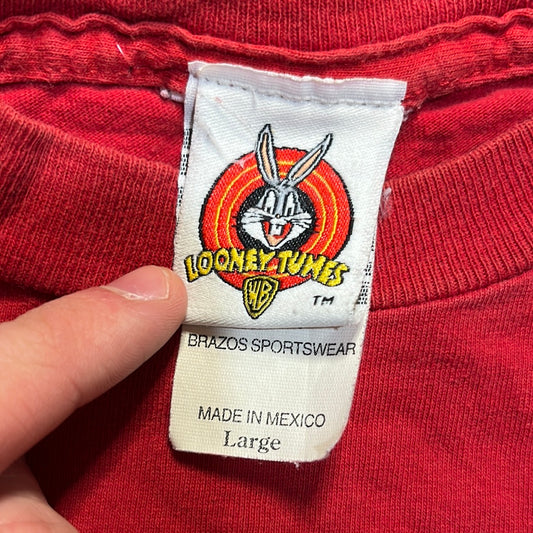 LOONEY TUNES
WB
TM
BRAZOS SPORTSWEAR
MADE IN MEXICO
Large